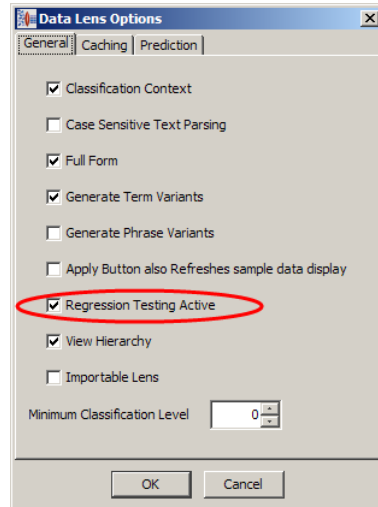 Data Lens Options
General Caching Prediction
Classification Context
Case Sensitive Text Parsing
Full Form
Generate Term Variants
Generate Phrase Variants
Apply Button also Refreshes sample data display
Regression Testing Active
View Hierarchy
Importable Lens
Minimum Classification Level 0
OK Cancel